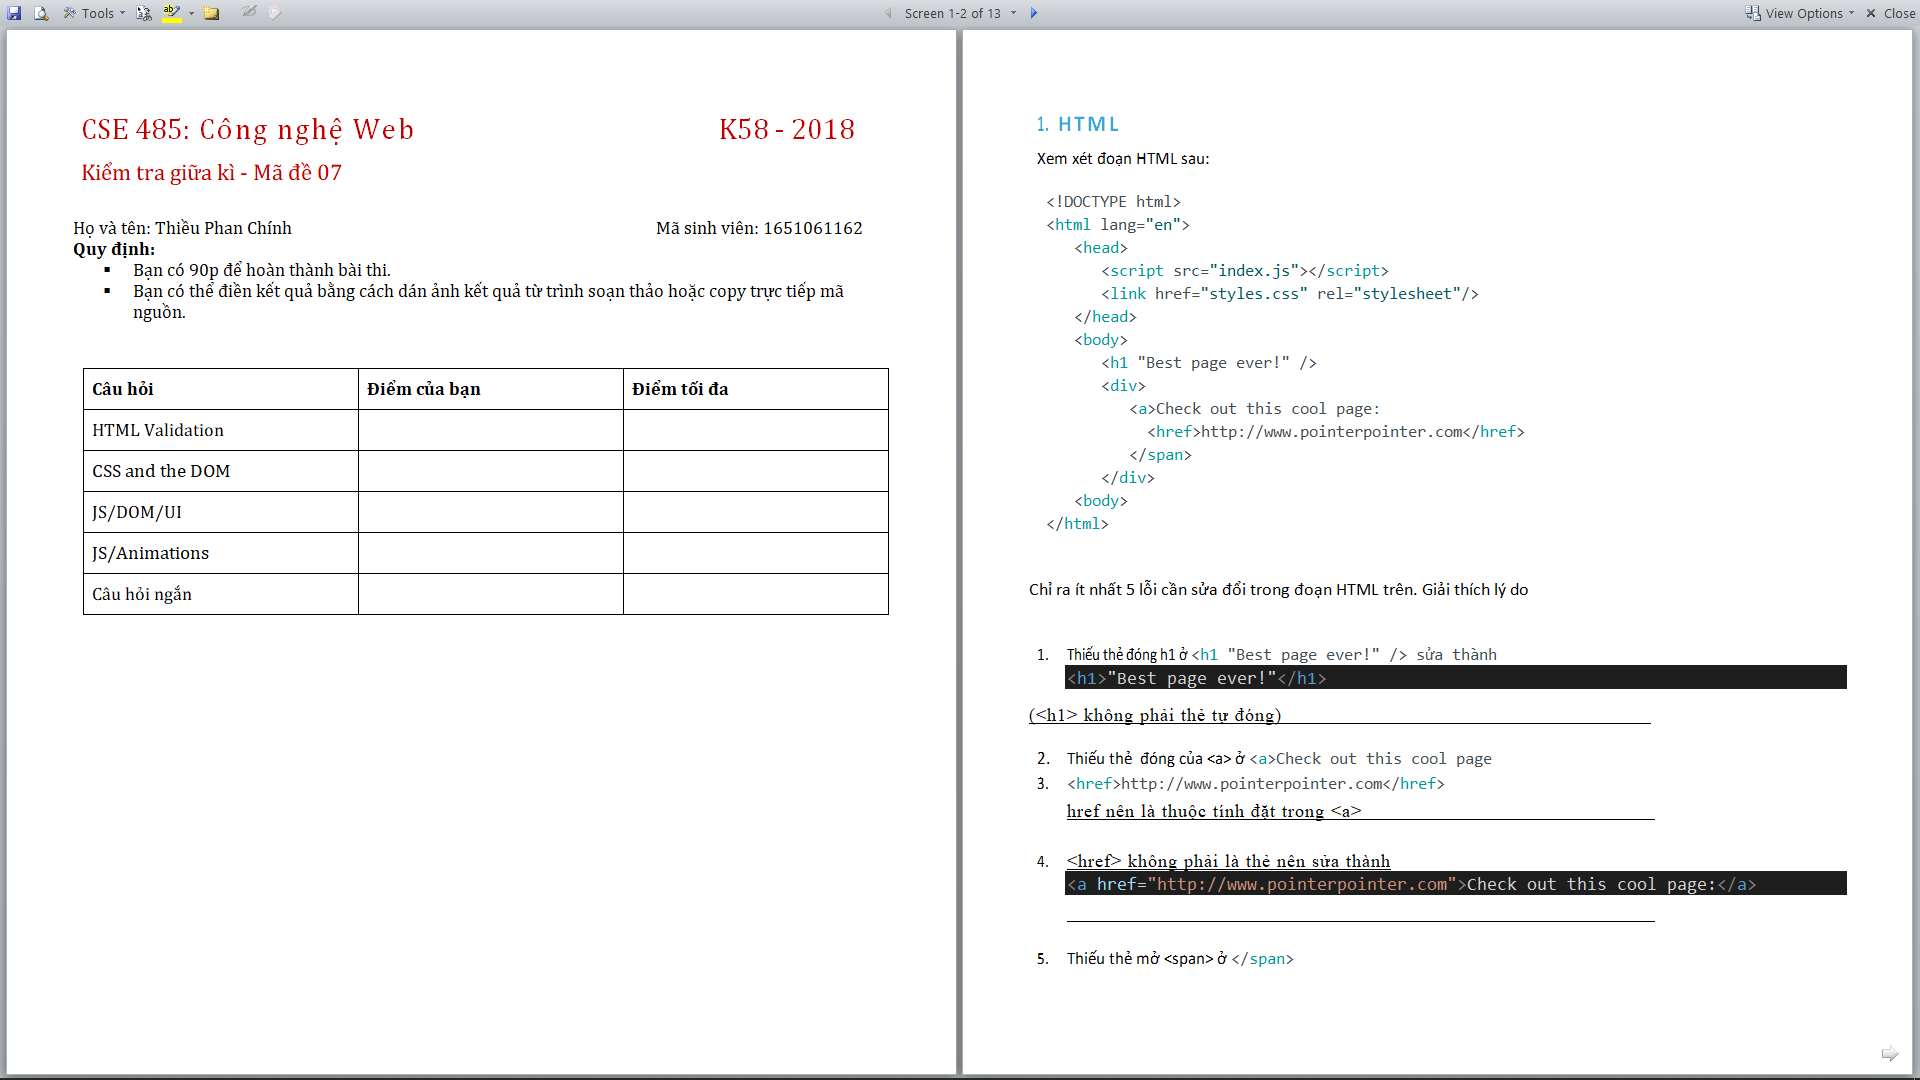 Tools
Screen 1-2 of 13
View Options
Close
CSE 485: Công nghệ Web K58 - 2018
Kiểm tra giữa kì - Mã đề 07
Họ và tên: Thiều Phan Chính Mã sinh viên: 1651061162
Quy định:
▪ Bạn có 90p để hoàn thành bài thi.
▪ Bạn có thể điền kết quả bằng cách dán ảnh kết quả từ trình soạn thảo hoặc copy trực tiếp mã
nguồn.
Câu hỏi Điểm của bạn Điểm tối đa
HTML Validation
CSS and the DOM
JS/DOM/UI
JS/Animations
Câu hỏi ngắn
1. HTML
Xem xét đoạn HTML sau:
<!DOCTYPE html>
<html lang="en">
<head>
<script src="index.js"></script>
<link href="styles.css" rel="stylesheet"/>
</head>
<body>
<h1 "Best page ever!" />
<div>
<a>Check out this cool page:
<href>http://www.pointerpointer.com</href>
</span>
</div>
<body>
</html>
Chỉ ra ít nhất 5 lỗi cần sửa đổi trong đoạn HTML trên. Giải thích lý do
1. Thiếu thẻ đóng h1 ở <h1 "Best page ever!" /> sửa thành
<h1>"Best page ever!"</h1>
(<h1> không phải thẻ tự đóng)
2. Thiếu thẻ đóng của <a> ở <a>Check out this cool page
3. <href>http://www.pointerpointer.com</href>
href nên là thuộc tính đặt trong <a>
4. <href> không phải là thẻ nên sửa thành
<a href="http://www.pointerpointer.com">Check out this cool page:</a>
5. Thiếu thẻ mở <span> ở </span>